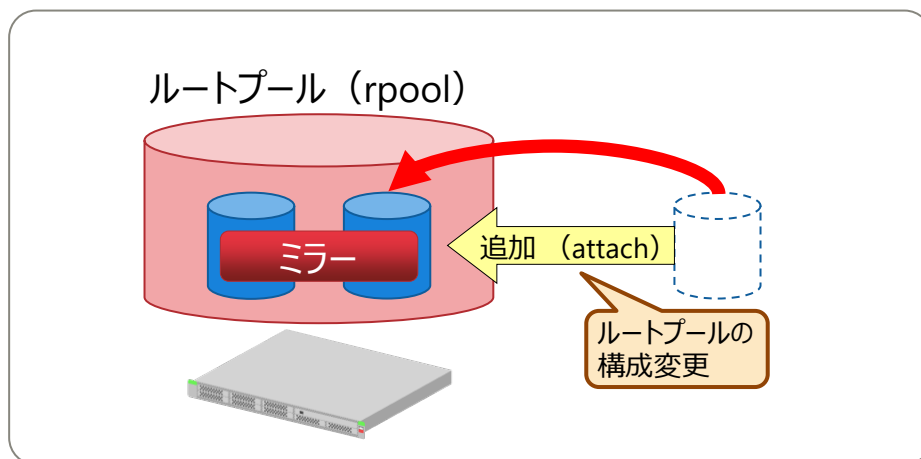 ルートプール（rpool）
ミラー
追加 （attach）
ルートプールの
構成変更